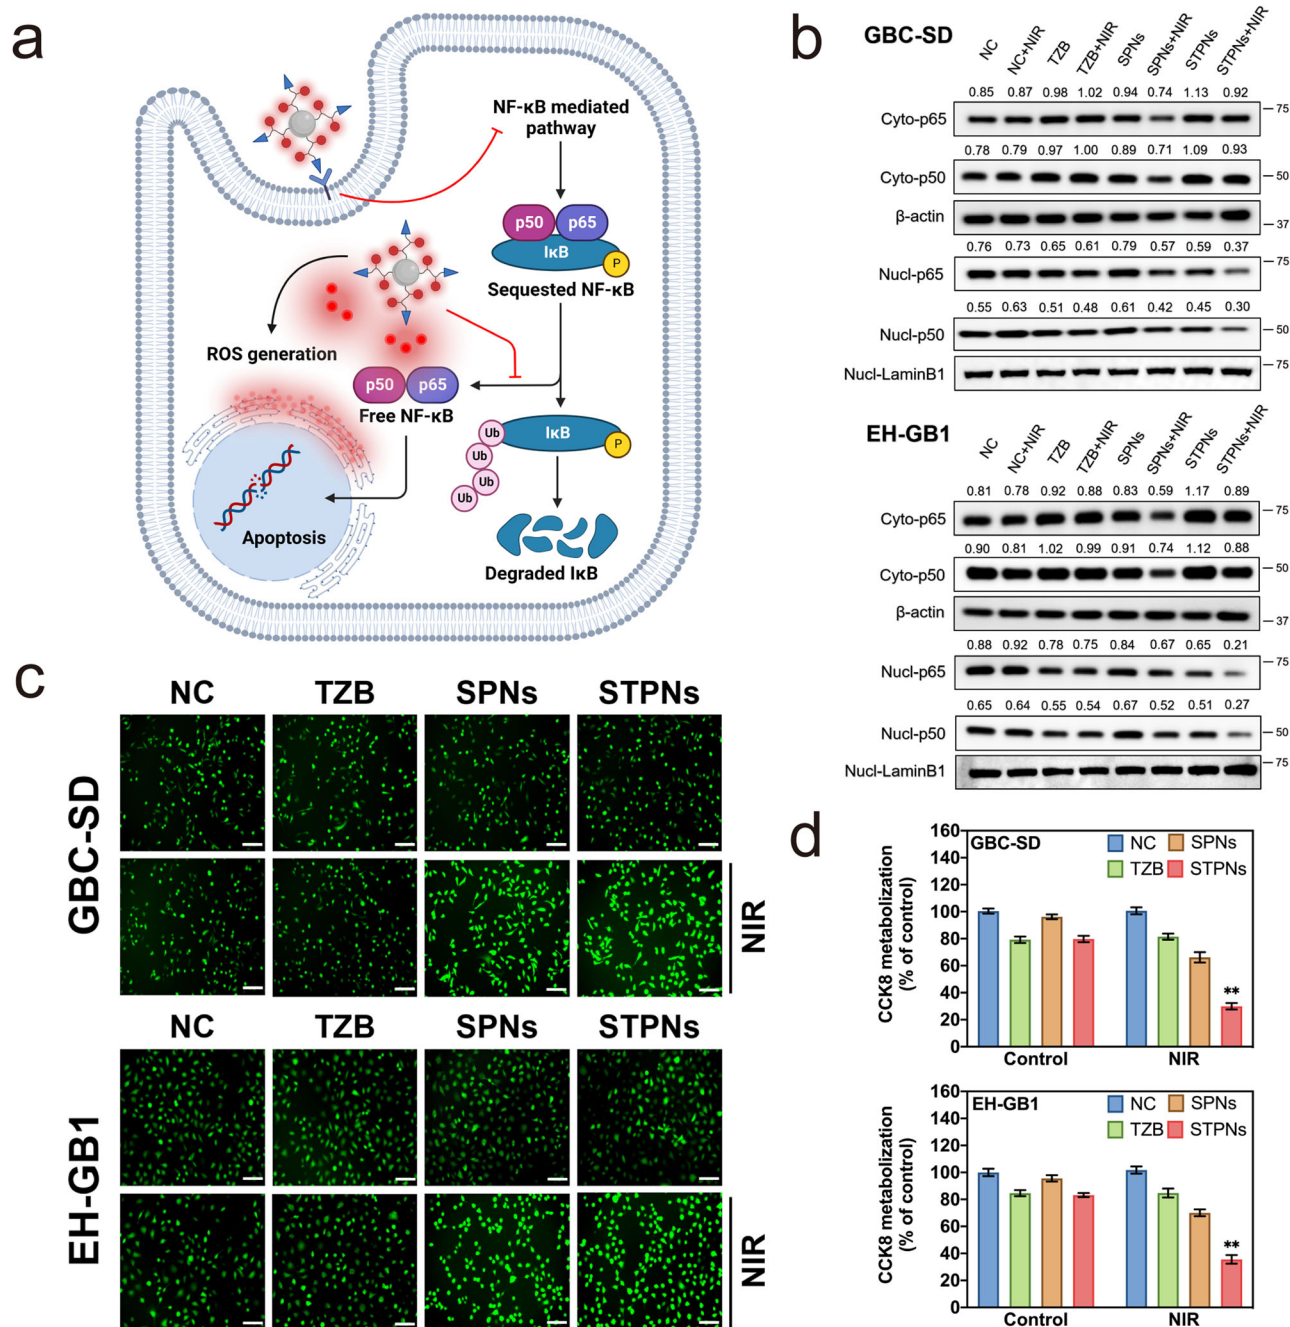 a
NF-κB mediated
pathway
p50 p65
IκB
P
Sequested NF-κB
ROS generation
p50 p65
Free NF-κB
Ub
Ub
Ub
Ub
IκB
P
Apoptosis
Degraded IκB
b
GBC-SD
NC NC+NIR TZB TZB+NIR SPNs SPNs+NIR STPNs STPNs+NIR
0.85 0.87 0.98 1.02 0.94 0.74 1.13 0.92
Cyto-p65 75
0.78 0.79 0.97 1.00 0.89 0.71 1.09 0.93
Cyto-p50 50
β-actin 37
0.76 0.73 0.65 0.61 0.79 0.57 0.59 0.37
Nucl-p65 75
0.55 0.63 0.51 0.48 0.61 0.42 0.45 0.30
Nucl-p50 50
Nucl-LaminB1 75
EH-GB1
NC NC+NIR TZB TZB+NIR SPNs SPNs+NIR STPNs STPNs+NIR
0.81 0.78 0.92 0.88 0.83 0.59 1.17 0.89
Cyto-p65 75
0.90 0.81 1.02 0.99 0.91 0.74 1.12 0.88
Cyto-p50 50
β-actin 37
0.88 0.92 0.78 0.75 0.84 0.67 0.65 0.21
Nucl-p65 75
0.65 0.64 0.55 0.54 0.67 0.52 0.51 0.27
Nucl-p50 50
Nucl-LaminB1 75
c
NC TZB SPNs STPNs
GBC-SD
NIR
NC TZB SPNs STPNs
EH-GB1
NIR
d
GBC-SD
NC SPNs
TZB STPNs
CCK8 metabolization
(% of control)
160
140
120
100
80
60
40
20
0
**
Control NIR
EH-GB1
NC SPNs
TZB STPNs
CCK8 metabolization
(% of control)
160
140
120
100
80
60
40
20
0
**
Control NIR